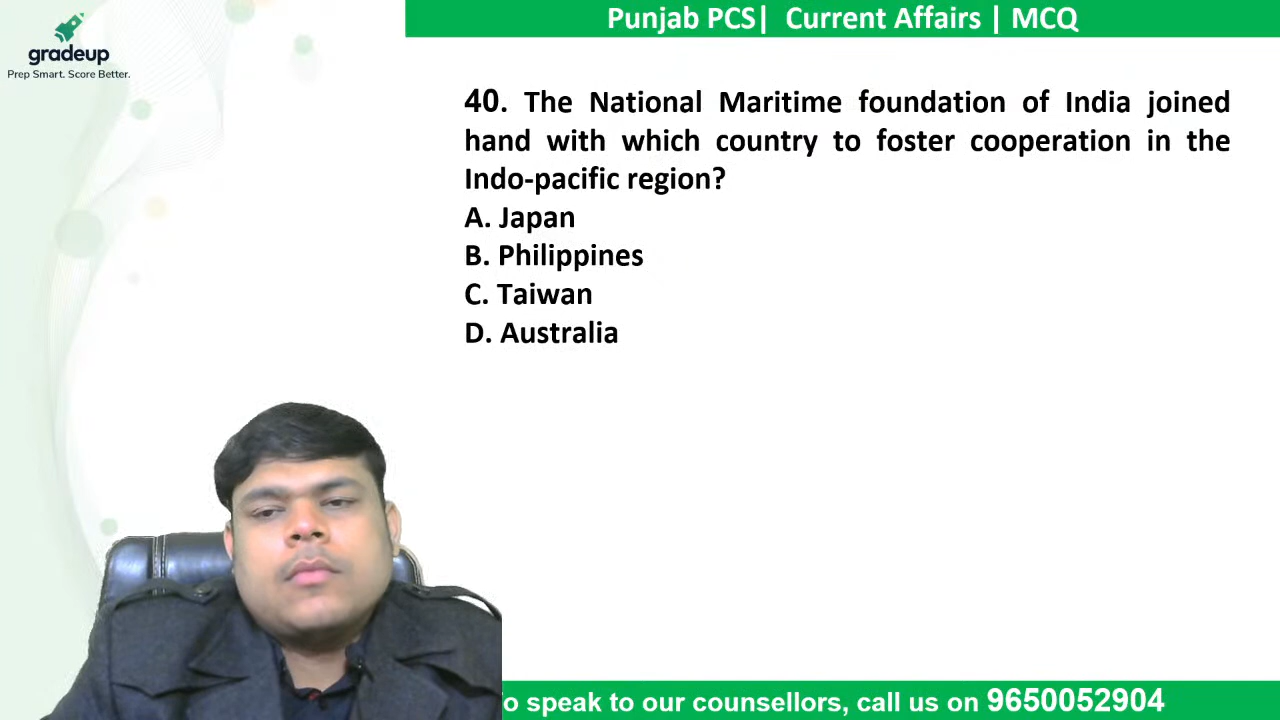 Punjab PCS| Current Affairs | MCQ
gradeup
Prep Smart. Score Better.
40. The National Maritime foundation of India joined
hand with which country to foster cooperation in the
Indo-pacific region?
A. Japan
B. Philippines
C. Taiwan
D. Australia
speak to our counsellors, call us on 9650052904